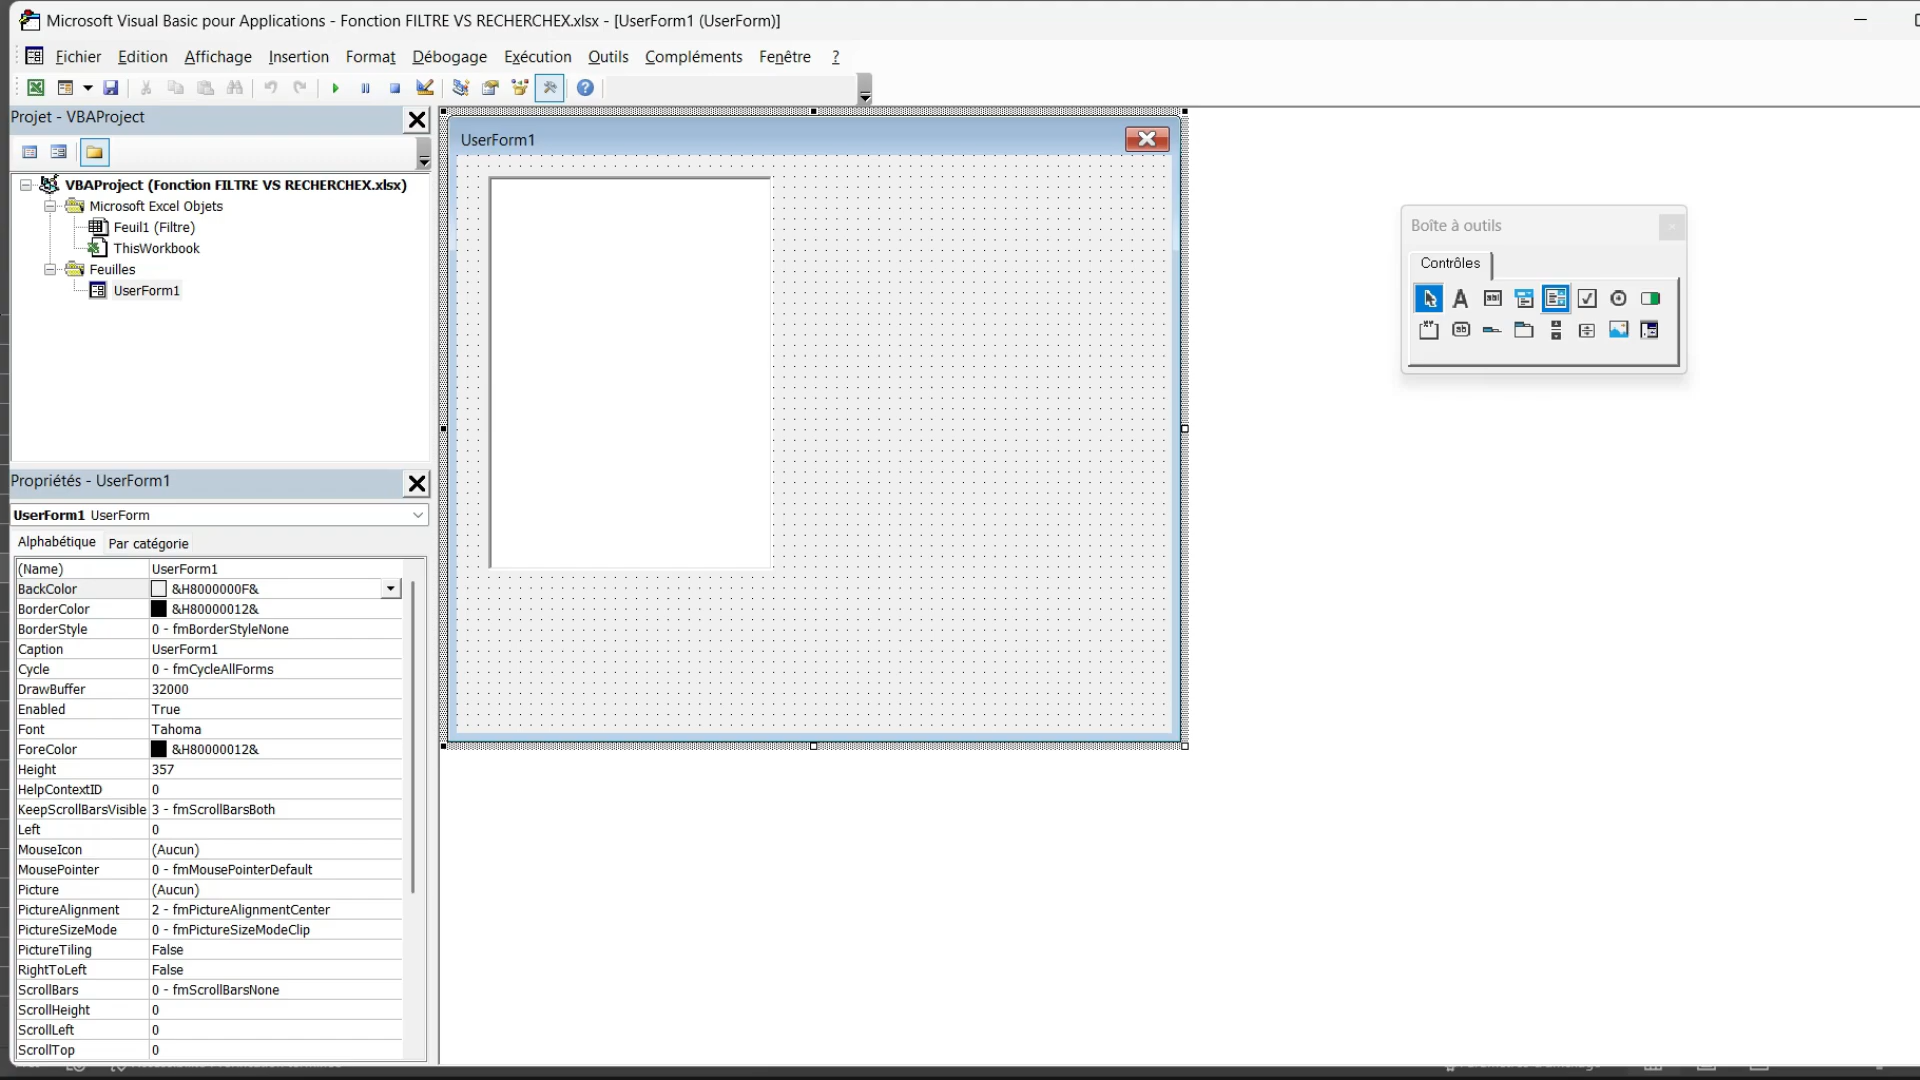 Microsoft Visual Basic pour Applications - Fonction FILTRE VS RECHERCHEX.xlsx - [UserForm1 (UserForm)]
Fichier Edition Affichage Insertion Format Débogage Exécution Outils Compléments Fenêtre ?
Projet - VBAProject
VBAProject (Fonction FILTRE VS RECHERCHEX.xlsx)
Microsoft Excel Objets
Feuil1 (Filtre)
ThisWorkbook
Feuilles
UserForm1
Propriétés - UserForm1
UserForm1 UserForm
Alphabétique Par catégorie
(Name) UserForm1
BackColor &H8000000F&
BorderColor &H80000012&
BorderStyle 0 - fmBorderStyleNone
Caption UserForm1
Cycle 0 - fmCycleAllForms
DrawBuffer 32000
Enabled True
Font Tahoma
ForeColor &H80000012&
Height 357
HelpContextID 0
KeepScrollBarsVisible 3 - fmScrollBarsBoth
Left 0
MouseIcon (Aucun)
MousePointer 0 - fmMousePointerDefault
Picture (Aucun)
PictureAlignment 2 - fmPictureAlignmentCenter
PictureSizeMode 0 - fmPictureSizeModeClip
PictureTiling False
RightToLeft False
ScrollBars 0 - fmScrollBarsNone
ScrollHeight 0
ScrollLeft 0
ScrollTop 0
UserForm1
Boîte à outils
Contrôles